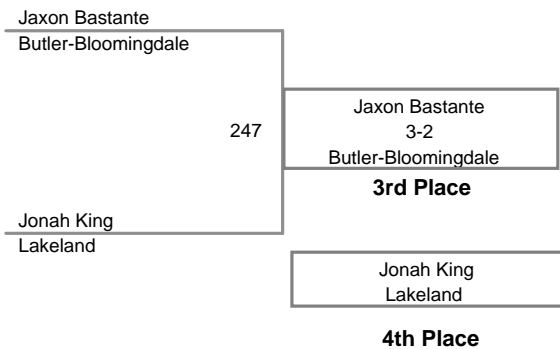 Jaxon Bastante
Butler-Bloomingdale
247
Jaxon Bastante
3-2
Butler-Bloomingdale
3rd Place
Jonah King
Lakeland
Jonah King
Lakeland
4th Place